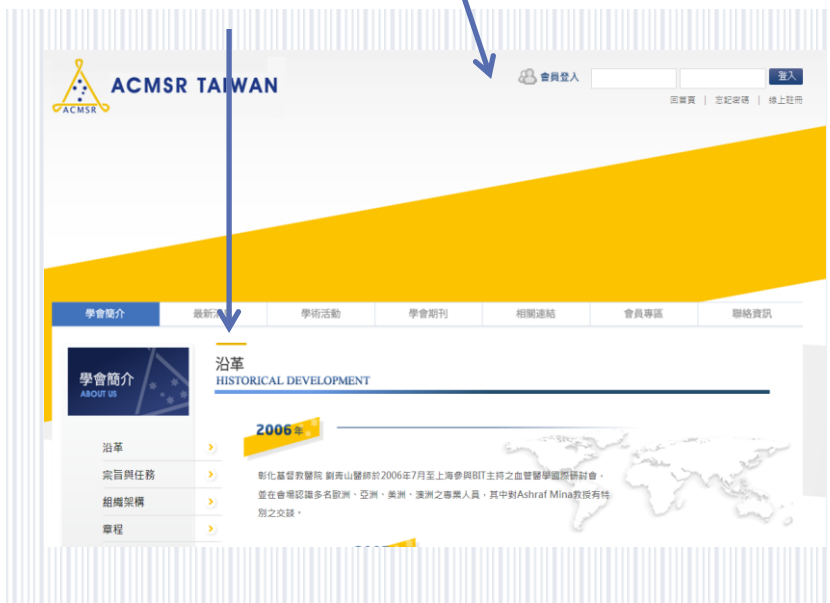 ACMSR TAIWAN
ACMSR
會員登入
登入
回首頁 | 忘記密碼 | 線上註冊
學會簡介
最新
學術活動
學會期刊
相關連結
會員專區
聯絡資訊
學會簡介
ABOUT US
沿革
宗旨與任務
組織架構
章程
沿革
HISTORICAL DEVELOPMENT
2006年
彰化基督教醫院 劉青山醫師於2006年7月至上海參與BIT主持之血管醫學國際研討會，
並在會場認識多名歐洲、亞洲、美洲、澳洲之專業人員，其中對Ashraf Mina教授有特
別之交談。